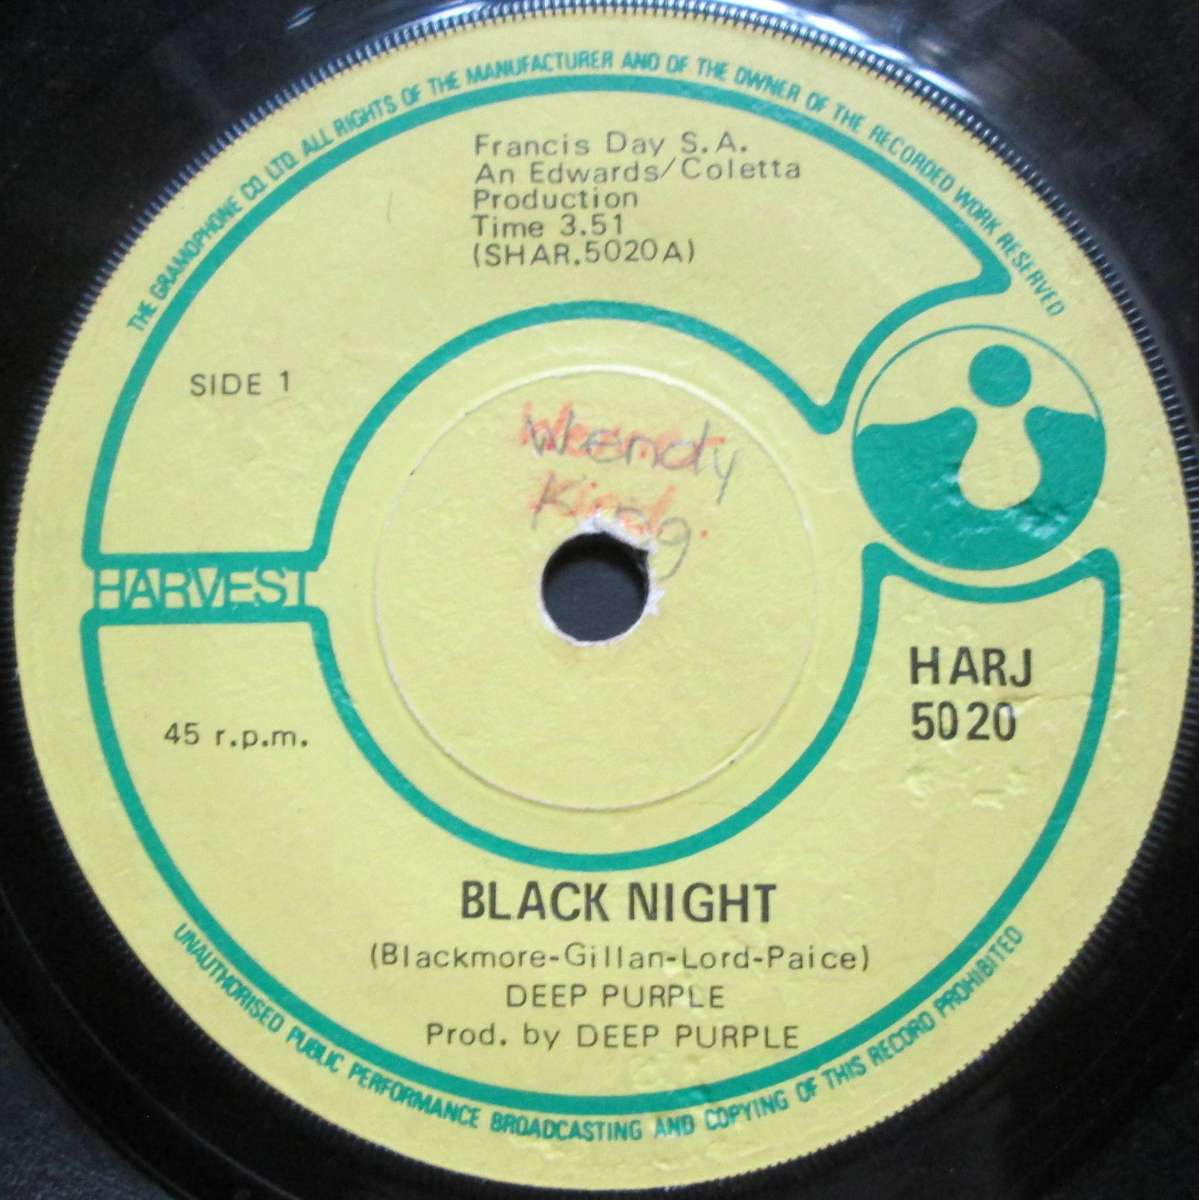 THE GRAMOPHONE CO. LTD. ALL RIGHTS OF THE MANUFACTURER AND OF THE OWNER OF THE RECORDED WORK RESERVED
Francis Day S.A.
An Edwards/Coletta
Production
Time 3.51
(SHAR.5020A)
SIDE 1
Wendy
King
HARVEST
HARJ
5020
45 r.p.m.
BLACK NIGHT
(Blackmore-Gillan-Lord-Paice)
DEEP PURPLE
Prod. by DEEP PURPLE
UNAUTHORISED PUBLIC PERFORMANCE BROADCASTING AND COPYING OF THIS RECORD PROHIBITED